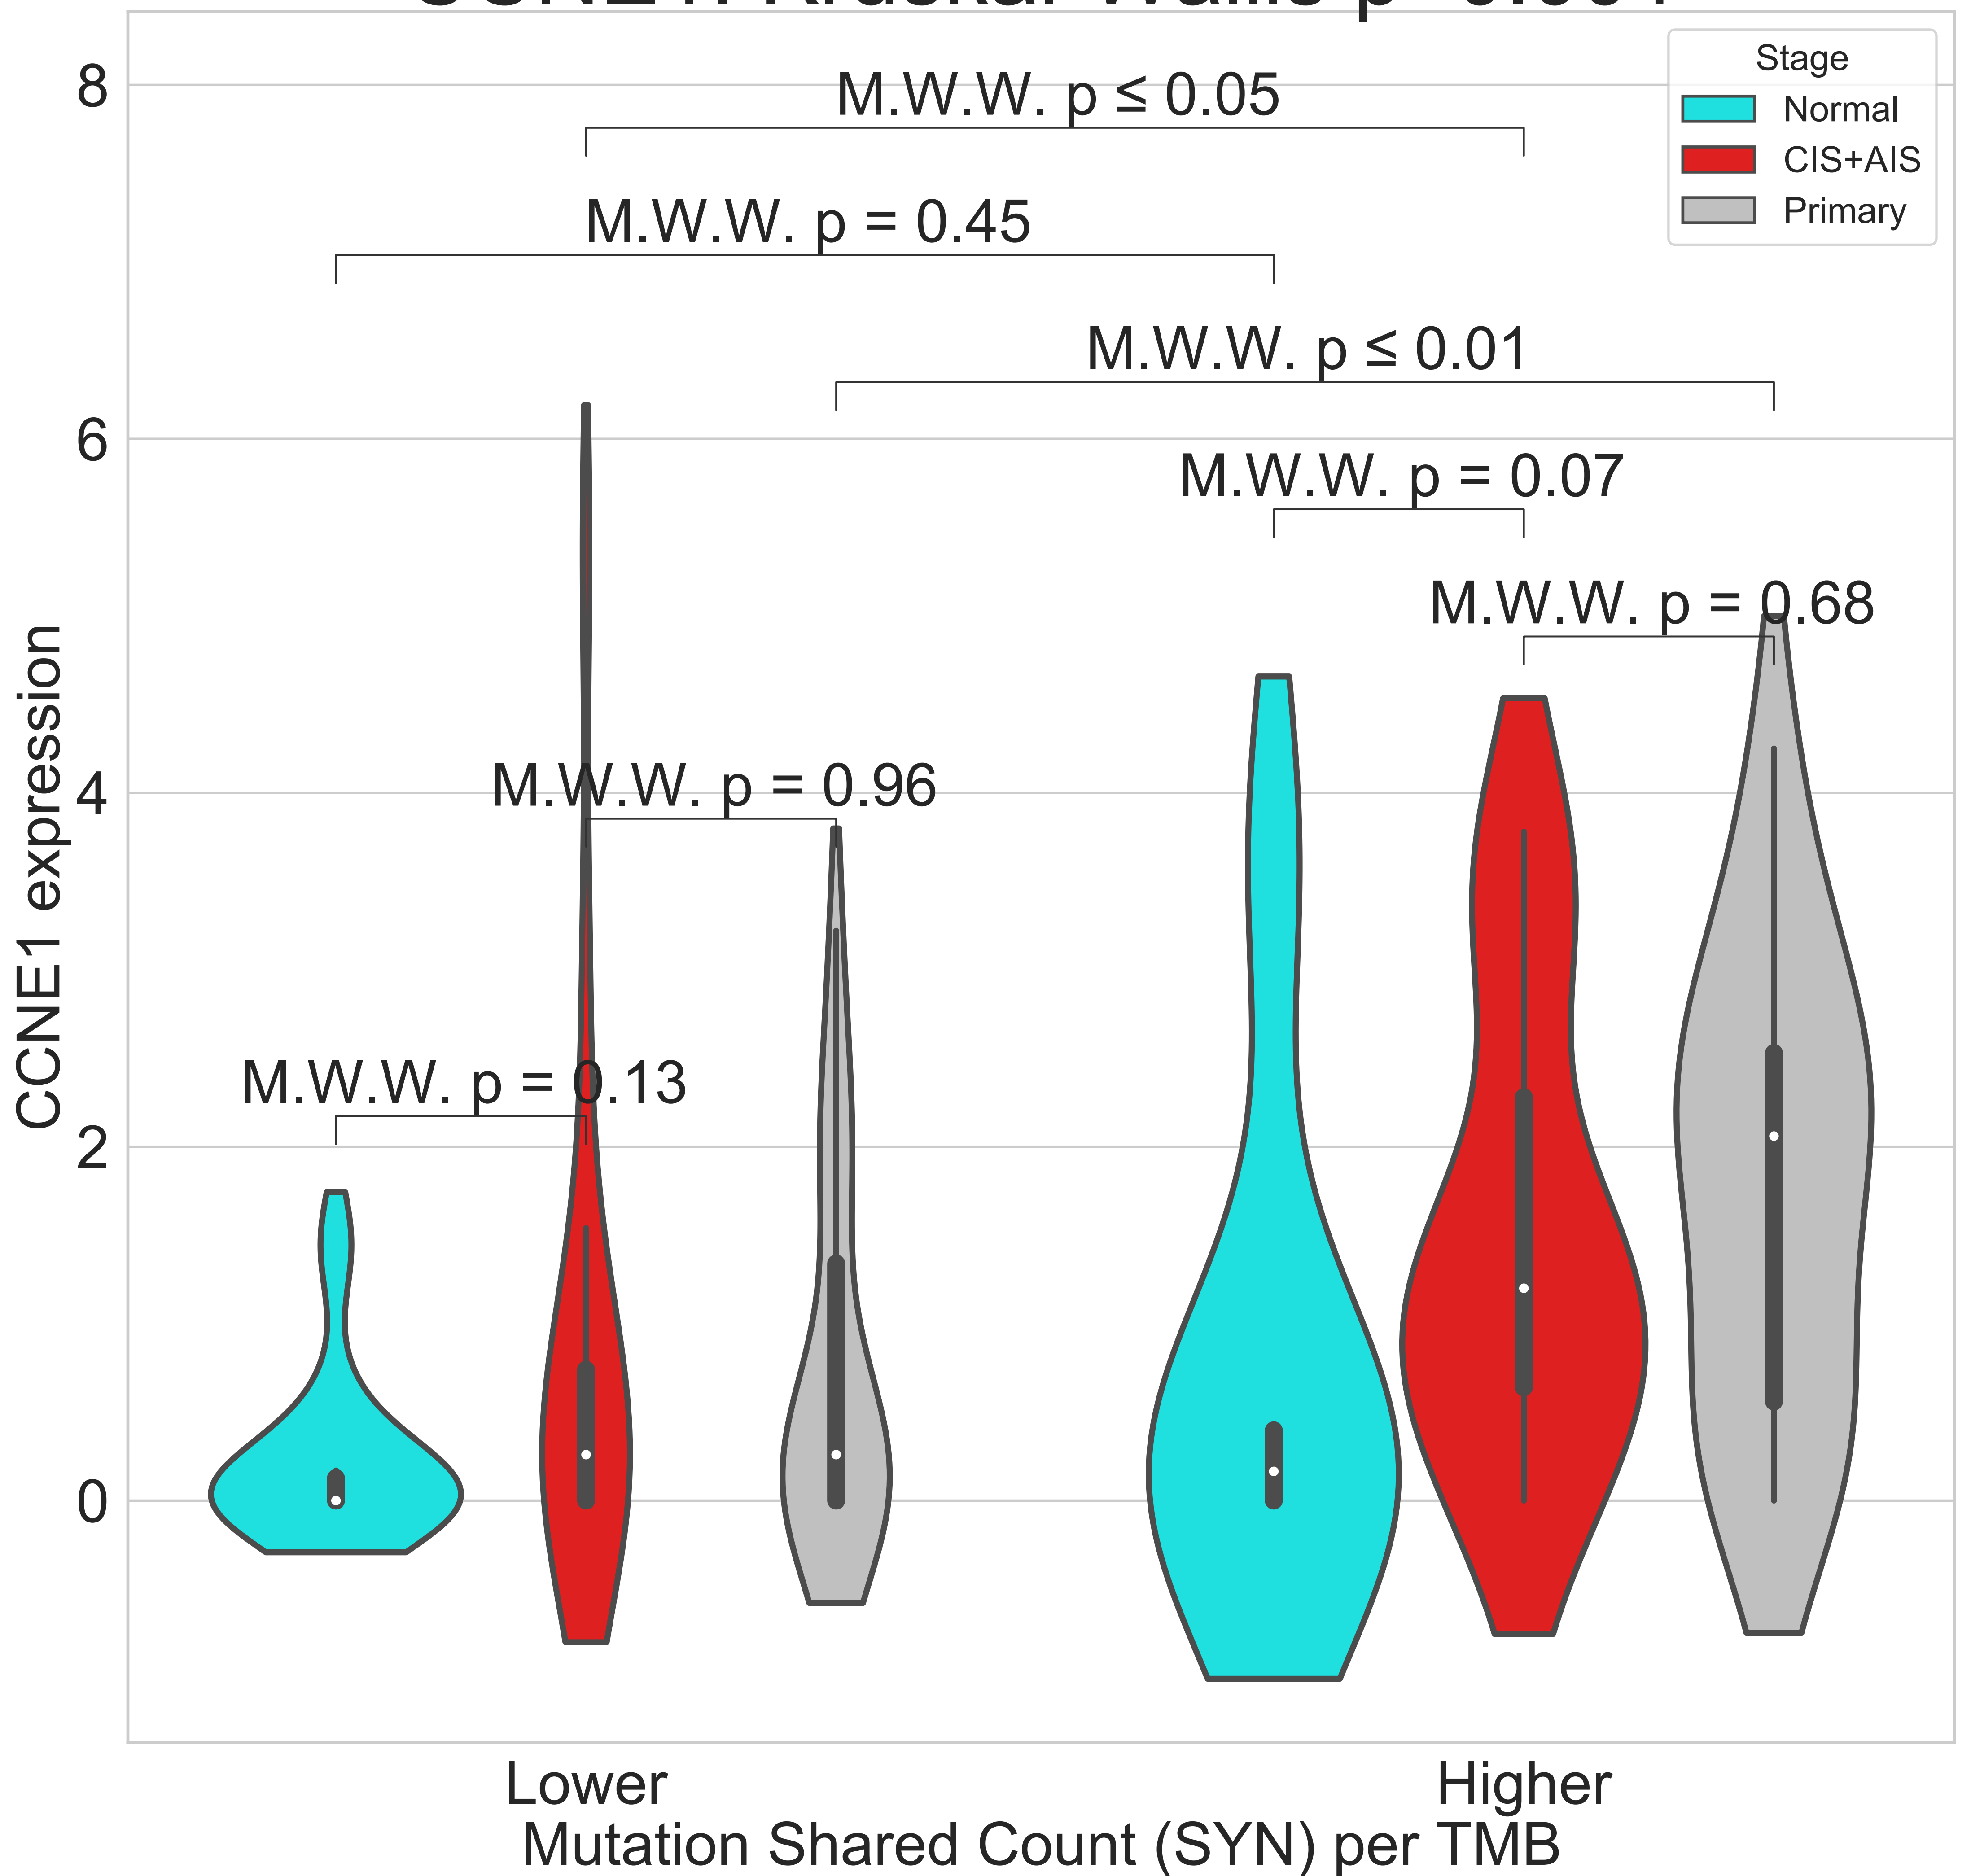 8
M.W.W. p ≤ 0.05
Stage
Normal
CIS+AIS
Primary
M.W.W. p = 0.45
M.W.W. p ≤ 0.01
6
M.W.W. p = 0.07
M.W.W. p = 0.68
CCNE1 expression
4
M.W.W. p = 0.96
M.W.W. p = 0.13
2
0
Lower
Higher
Mutation Shared Count (SYN) per TMB